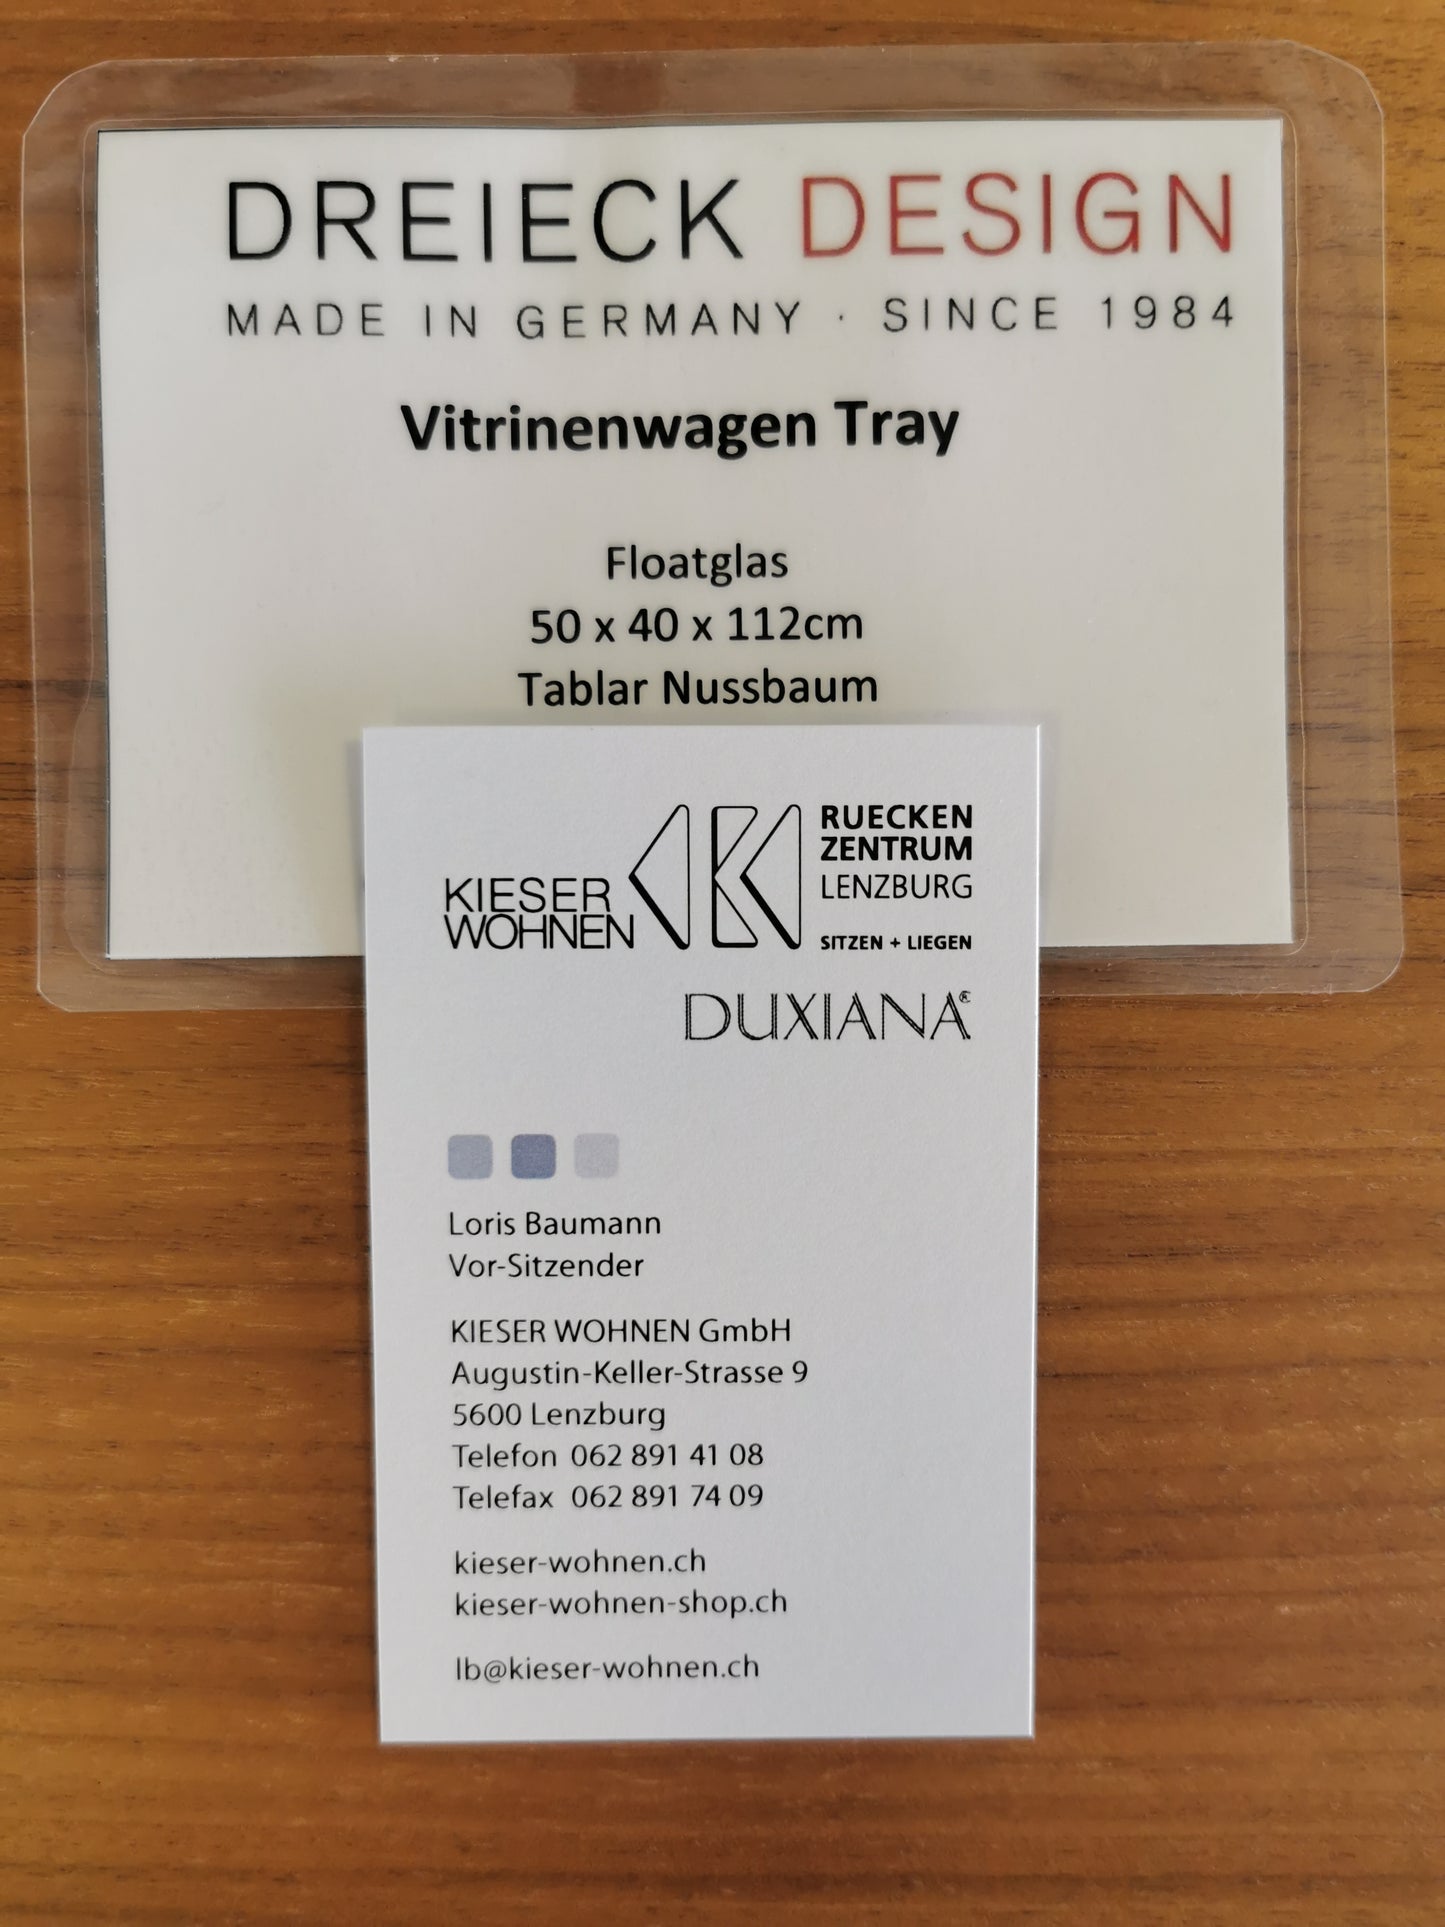 DREIECK DESIGN
MADE IN GERMANY · SINCE 1984
Vitrinenwagen Tray
Floatglas
50 x 40 x 112cm
Tablar Nussbaum
KIESER
WOHNEN
RUECKEN
ZENTRUM
LENZBURG
SITZEN + LIEGEN
DUXIANA®
Loris Baumann
Vor-Sitzender
KIESER WOHNEN GmbH
Augustin-Keller-Strasse 9
5600 Lenzburg
Telefon 062 891 41 08
Telefax 062 891 74 09
kieser-wohnen.ch
kieser-wohnen-shop.ch
lb@kieser-wohnen.ch